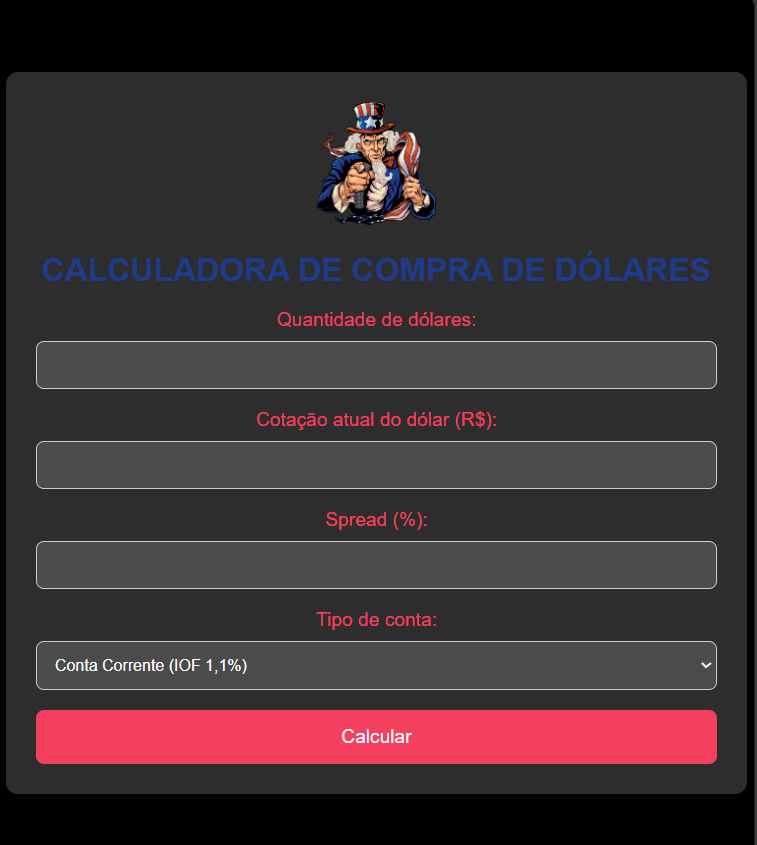 CALCULADORA DE COMPRA DE DÓLARES
Quantidade de dólares:
Cotação atual do dólar (R$):
Spread (%):
Tipo de conta:
Conta Corrente (IOF 1,1%)
Calcular